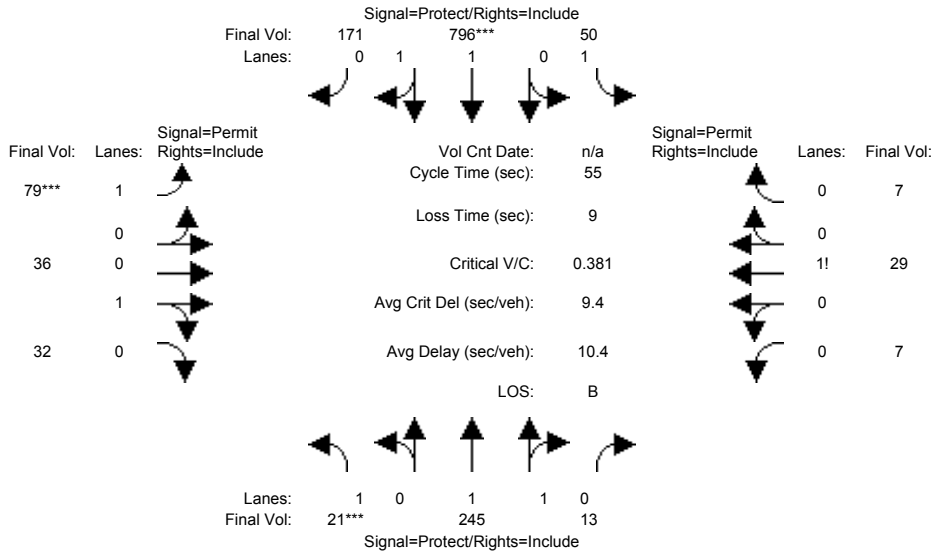 Signal=Protect/Rights=Include
Final Vol: 171 796*** 50
Lanes: 0 1 1 0 1
Signal=Permit
Final Vol: Lanes: Rights=Include
Vol Cnt Date: n/a
Signal=Permit
Rights=Include Lanes: Final Vol:
Cycle Time (sec): 55
79*** 1
0 7
Loss Time (sec): 9
0
0
36 0
Critical V/C: 0.381
1! 29
1
Avg Crit Del (sec/veh): 9.4
0
32 0
Avg Delay (sec/veh): 10.4
0 7
LOS: B
Lanes: 1 0 1 1 0
Final Vol: 21*** 245 13
Signal=Protect/Rights=Include